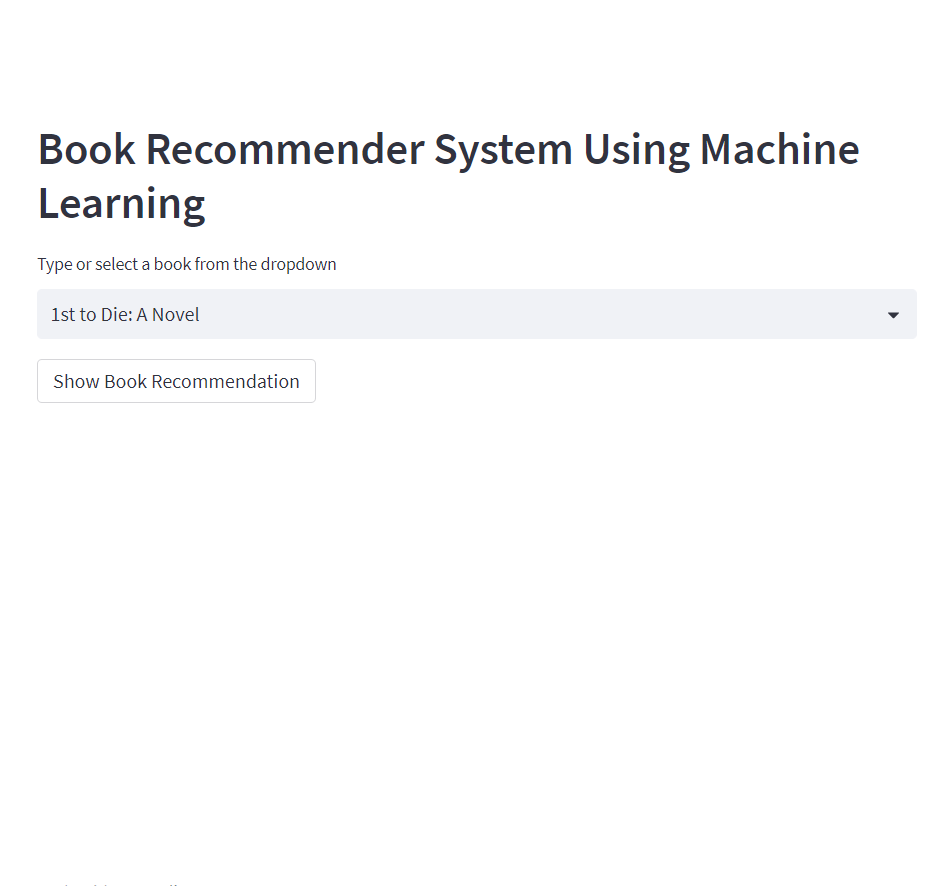 Book Recommender System Using Machine
Learning
Type or select a book from the dropdown
1st to Die: A Novel
Show Book Recommendation